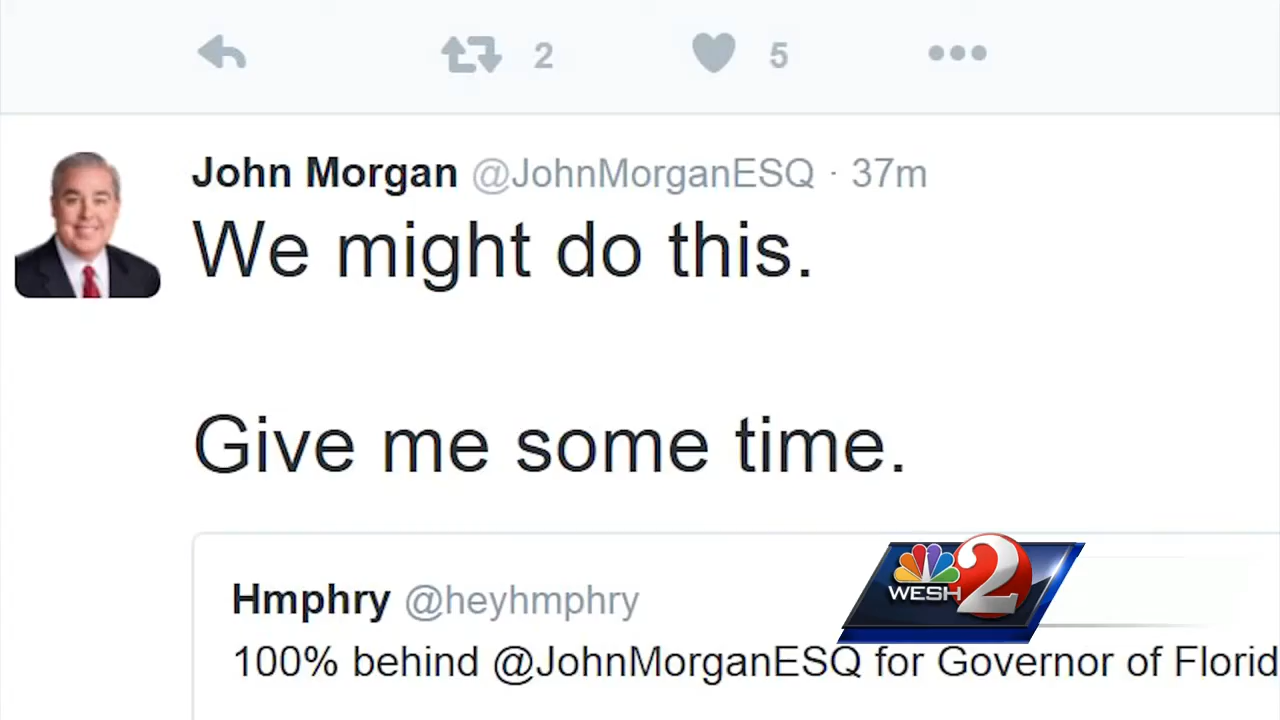 2 5
John Morgan @JohnMorganESQ · 37m
We might do this.
Give me some time.
Hmphry @heyhmphry
WESH 2
100% behind @JohnMorganESQ for Governor of Florid